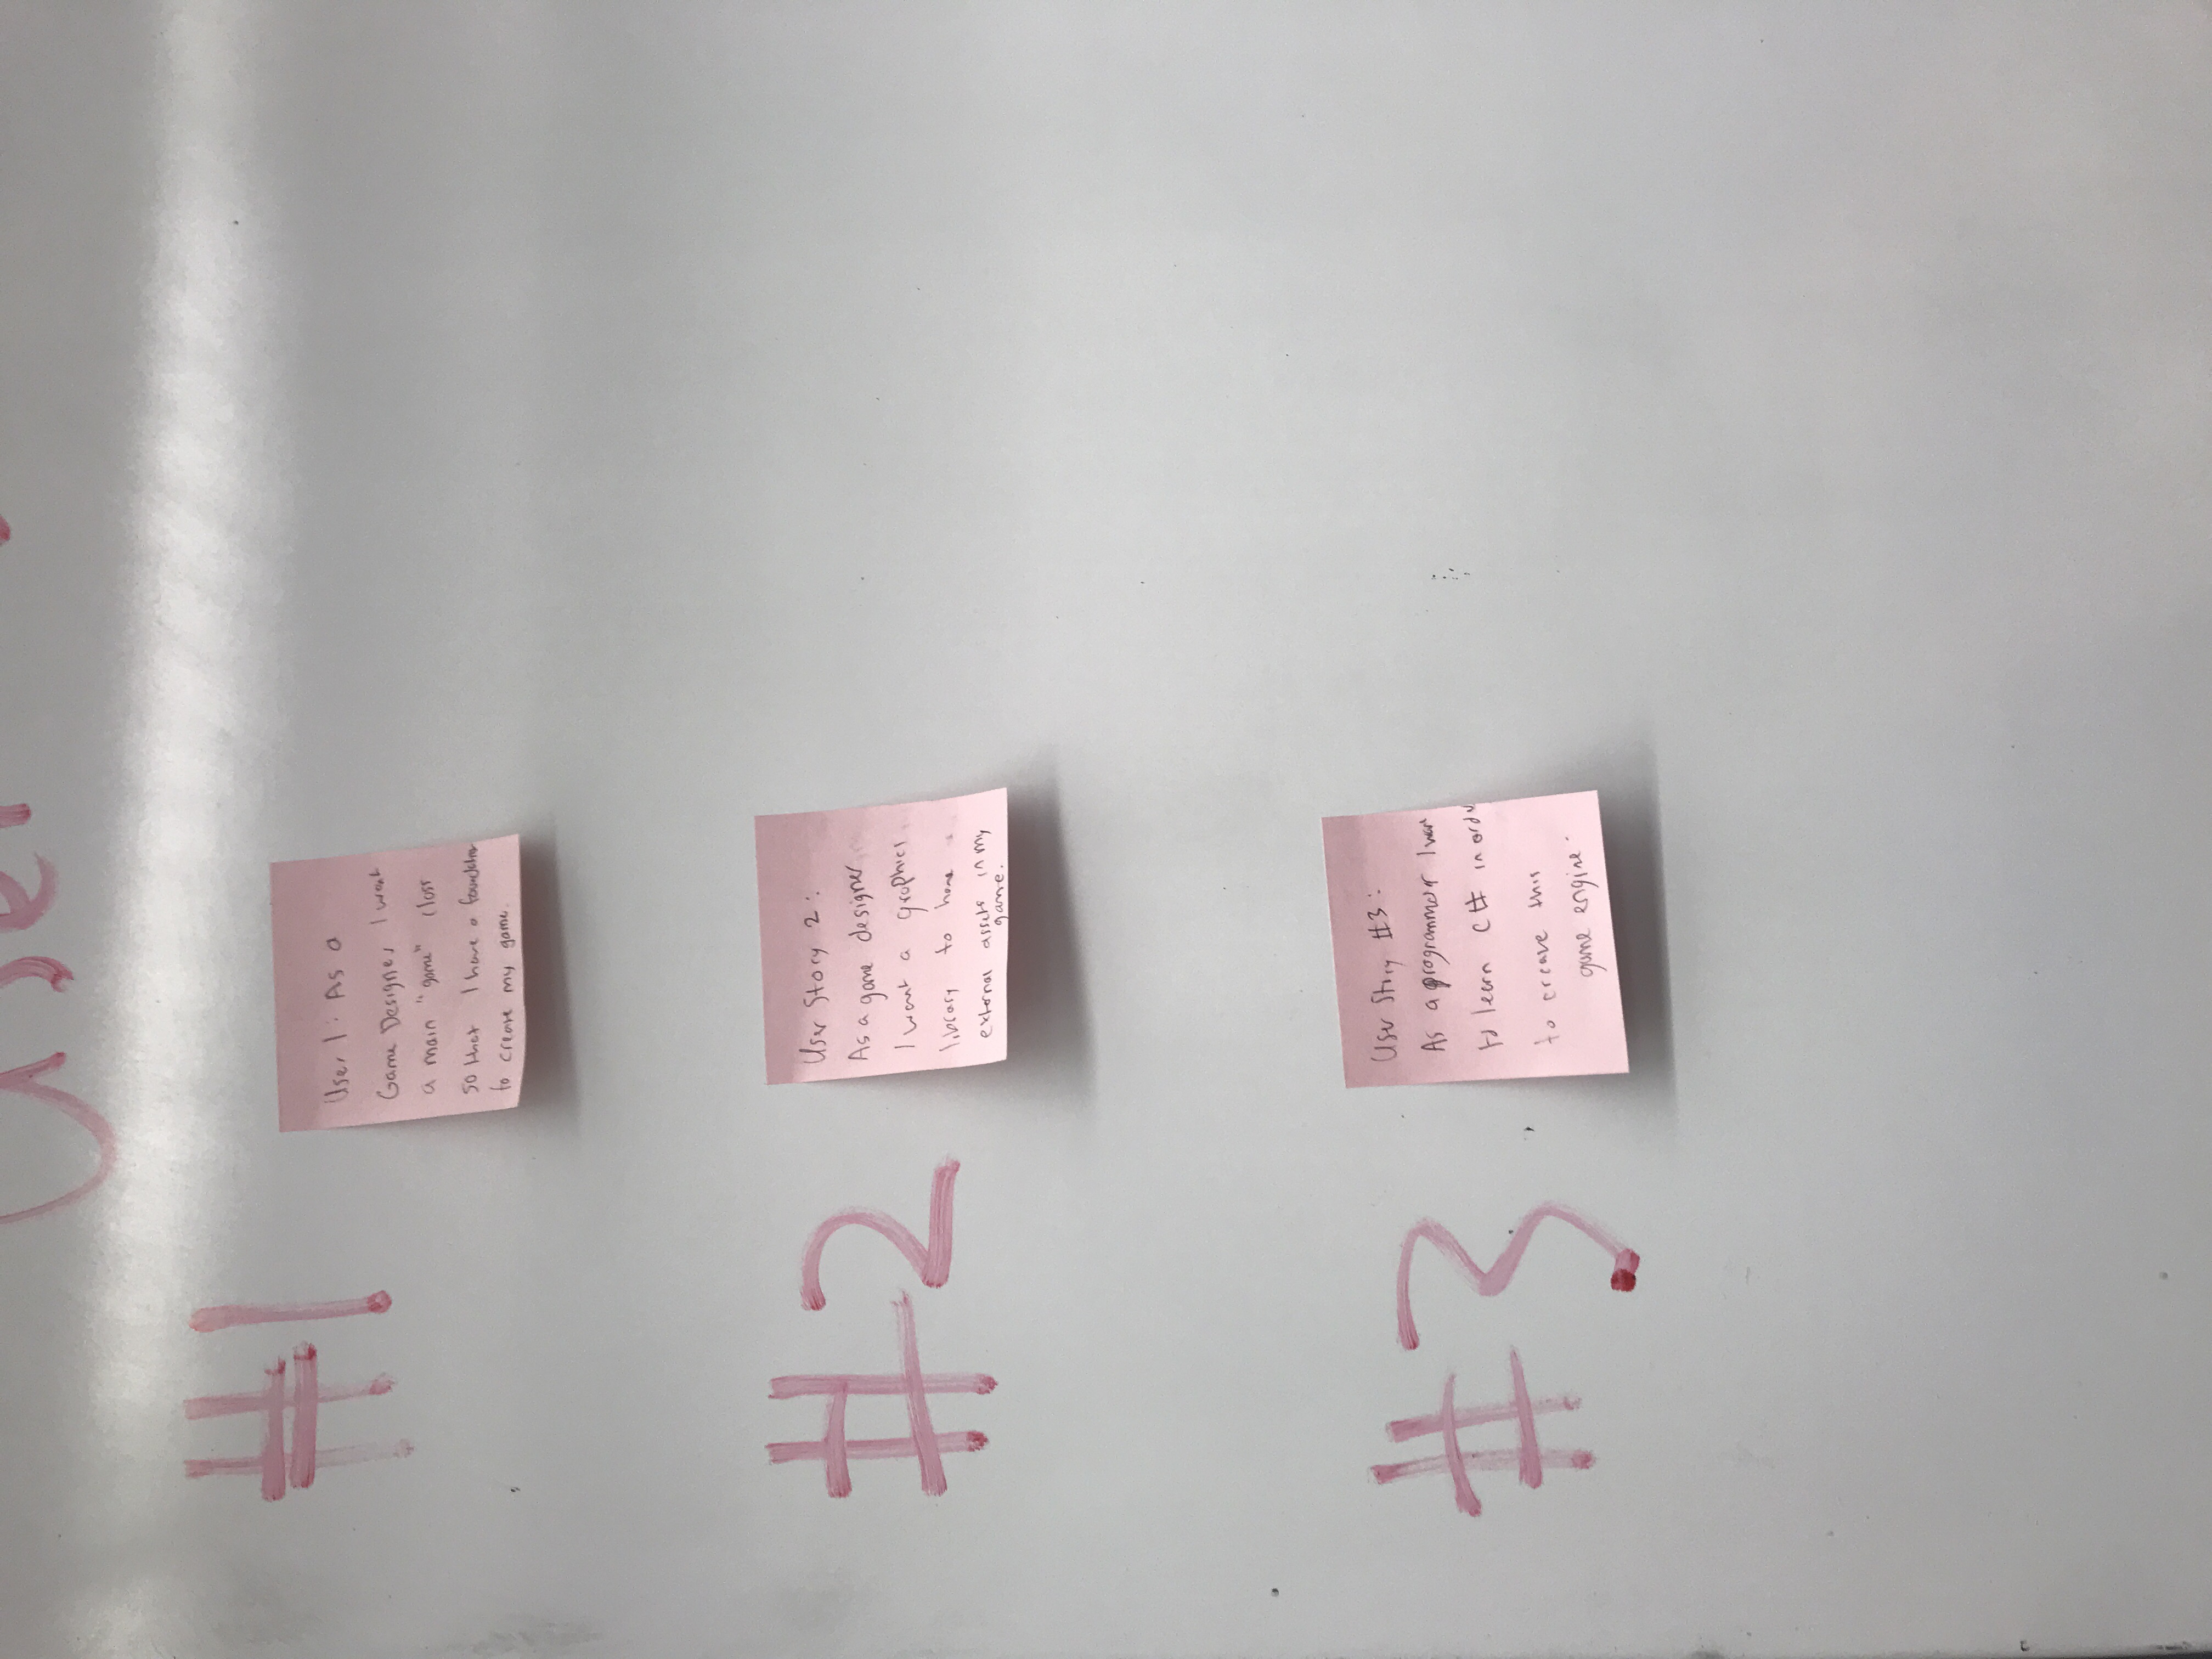 User
#1
User 1: As a
Game Designer I want
a main "game" class
so that I have a foundation
to create my game.
#2
User Story 2:
As a game designer
I want a graphics
library to have
external assets in my
game.
#3
User Story #3:
As a programmer I want
to learn C# in order
to create this
game engine.